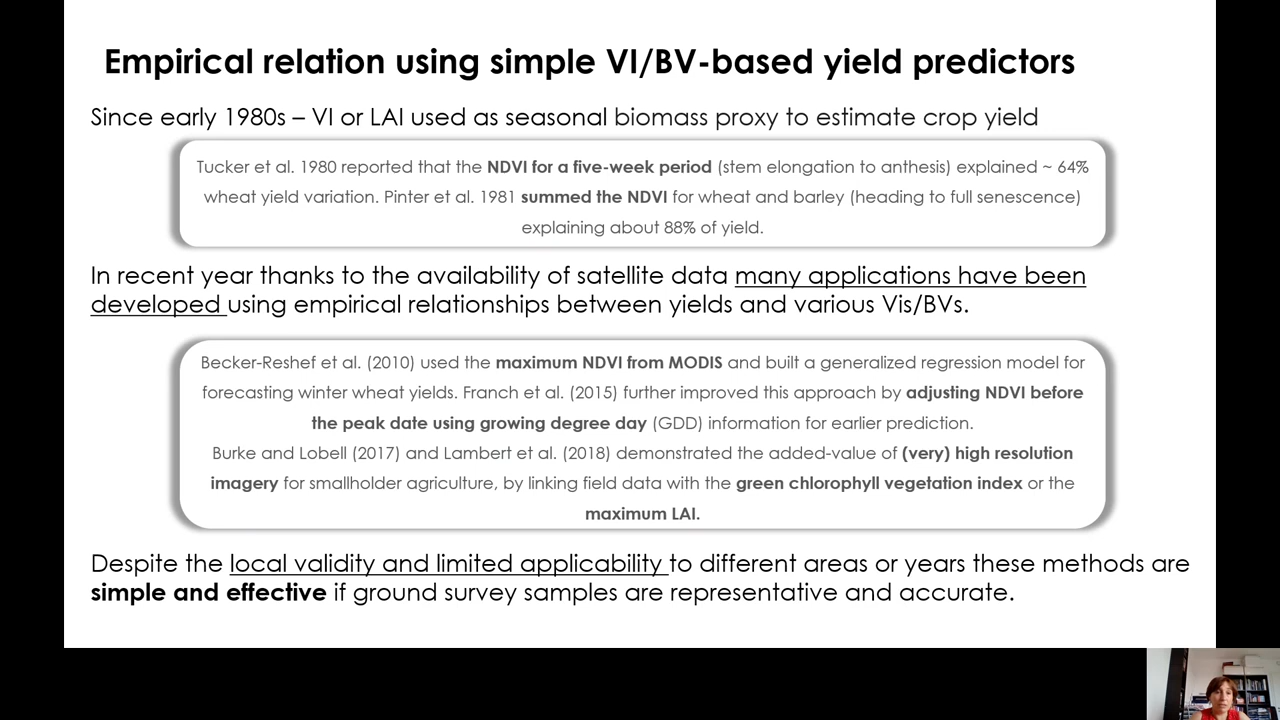 Empirical relation using simple VI/BV-based yield predictors
Since early 1980s – VI or LAI used as seasonal biomass proxy to estimate crop yield
Tucker et al. 1980 reported that the NDVI for a five-week period (stem elongation to anthesis) explained ~ 64%
wheat yield variation. Pinter et al. 1981 summed the NDVI for wheat and barley (heading to full senescence)
explaining about 88% of yield.
In recent year thanks to the availability of satellite data many applications have been
developed using empirical relationships between yields and various Vis/BVs.
Becker-Reshef et al. (2010) used the maximum NDVI from MODIS and built a generalized regression model for
forecasting winter wheat yields. Franch et al. (2015) further improved this approach by adjusting NDVI before
the peak date using growing degree day (GDD) information for earlier prediction.
Burke and Lobell (2017) and Lambert et al. (2018) demonstrated the added-value of (very) high resolution
imagery for smallholder agriculture, by linking field data with the green chlorophyll vegetation index or the
maximum LAI.
Despite the local validity and limited applicability to different areas or years these methods are
simple and effective if ground survey samples are representative and accurate.